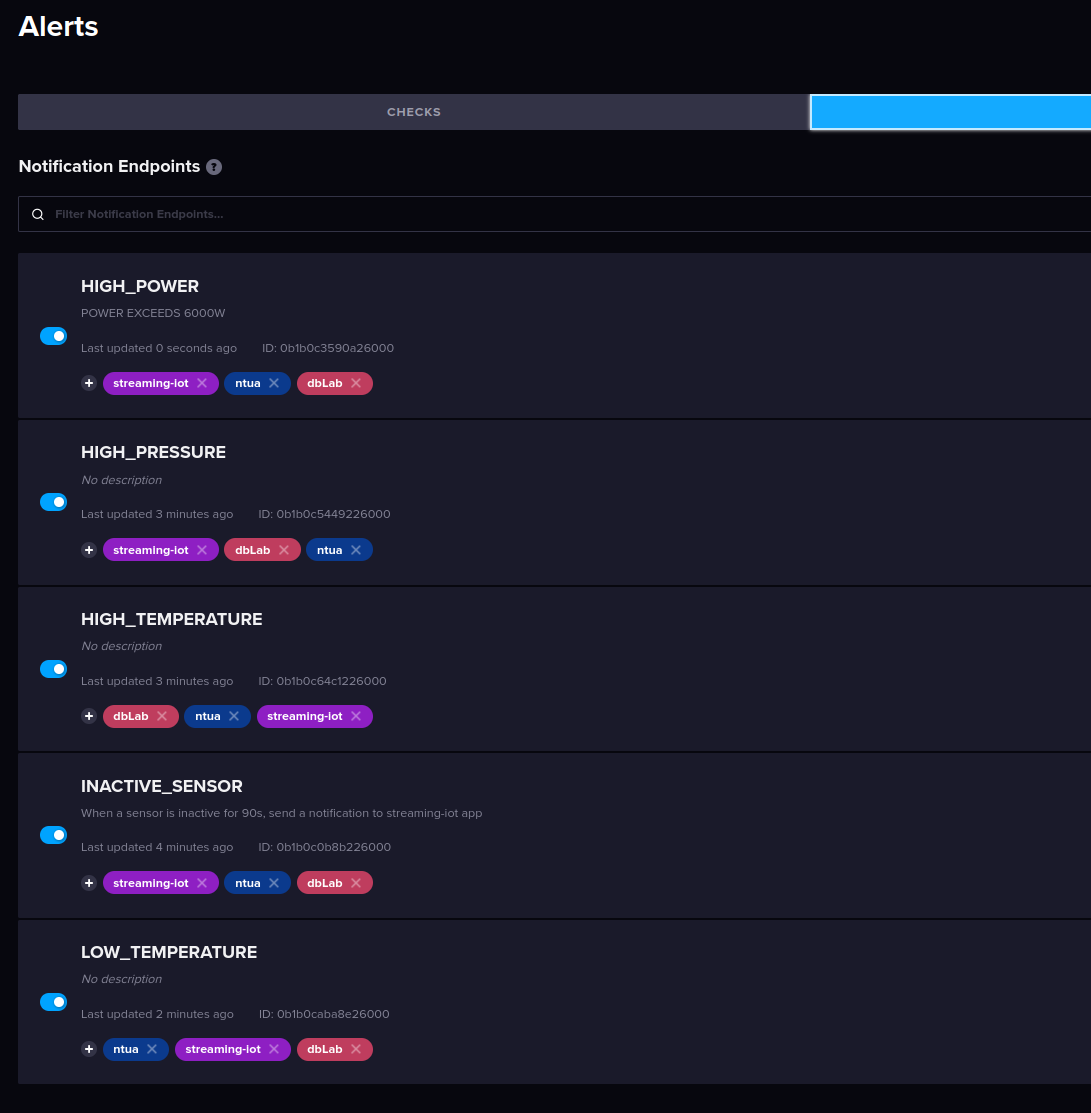 Alerts
CHECKS
Notification Endpoints ?
Filter Notification Endpoints...
HIGH_POWER
POWER EXCEEDS 6000W
Last updated 0 seconds ago ID: 0b1b0c3590a26000
+ streaming-iot × ntua × dbLab ×
HIGH_PRESSURE
No description
Last updated 3 minutes ago ID: 0b1b0c5449226000
+ streaming-iot × dbLab × ntua ×
HIGH_TEMPERATURE
No description
Last updated 3 minutes ago ID: 0b1b0c64c1226000
+ dbLab × ntua × streaming-iot ×
INACTIVE_SENSOR
When a sensor is inactive for 90s, send a notification to streaming-iot app
Last updated 4 minutes ago ID: 0b1b0c0b8b226000
+ streaming-iot × ntua × dbLab ×
LOW_TEMPERATURE
No description
Last updated 2 minutes ago ID: 0b1b0caba8e26000
+ ntua × streaming-iot × dbLab ×